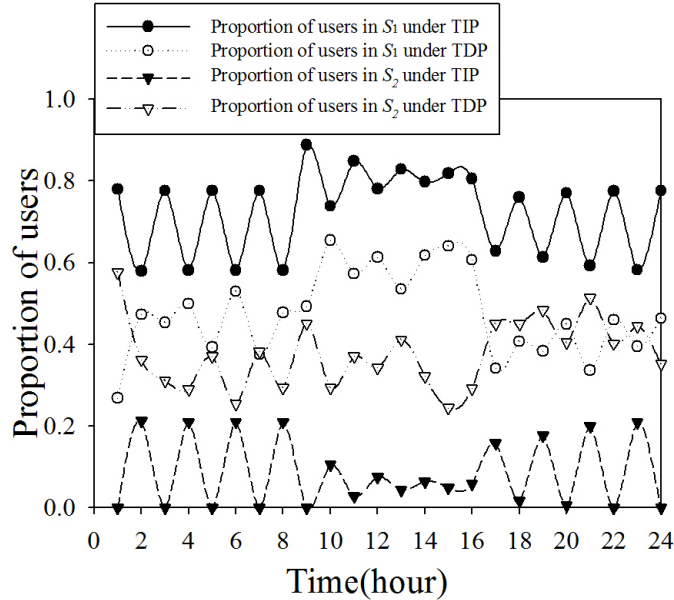 Proportion of users in S1 under TIP
Proportion of users in S1 under TDP
Proportion of users in S2 under TIP
Proportion of users in S2 under TDP
1.0
0.8
0.6
0.4
0.2
0.0
Proportion of users
0 2 4 6 8 10 12 14 16 18 20 22 24
Time(hour)